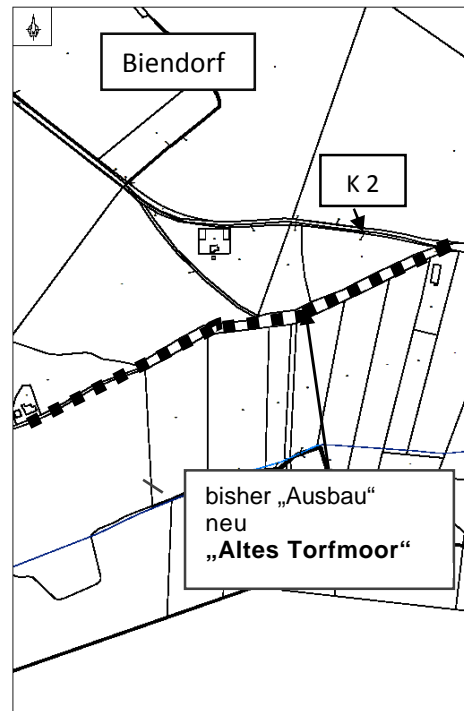 Biendorf
K 2
bisher „Ausbau“
neu
„Altes Torfmoor“